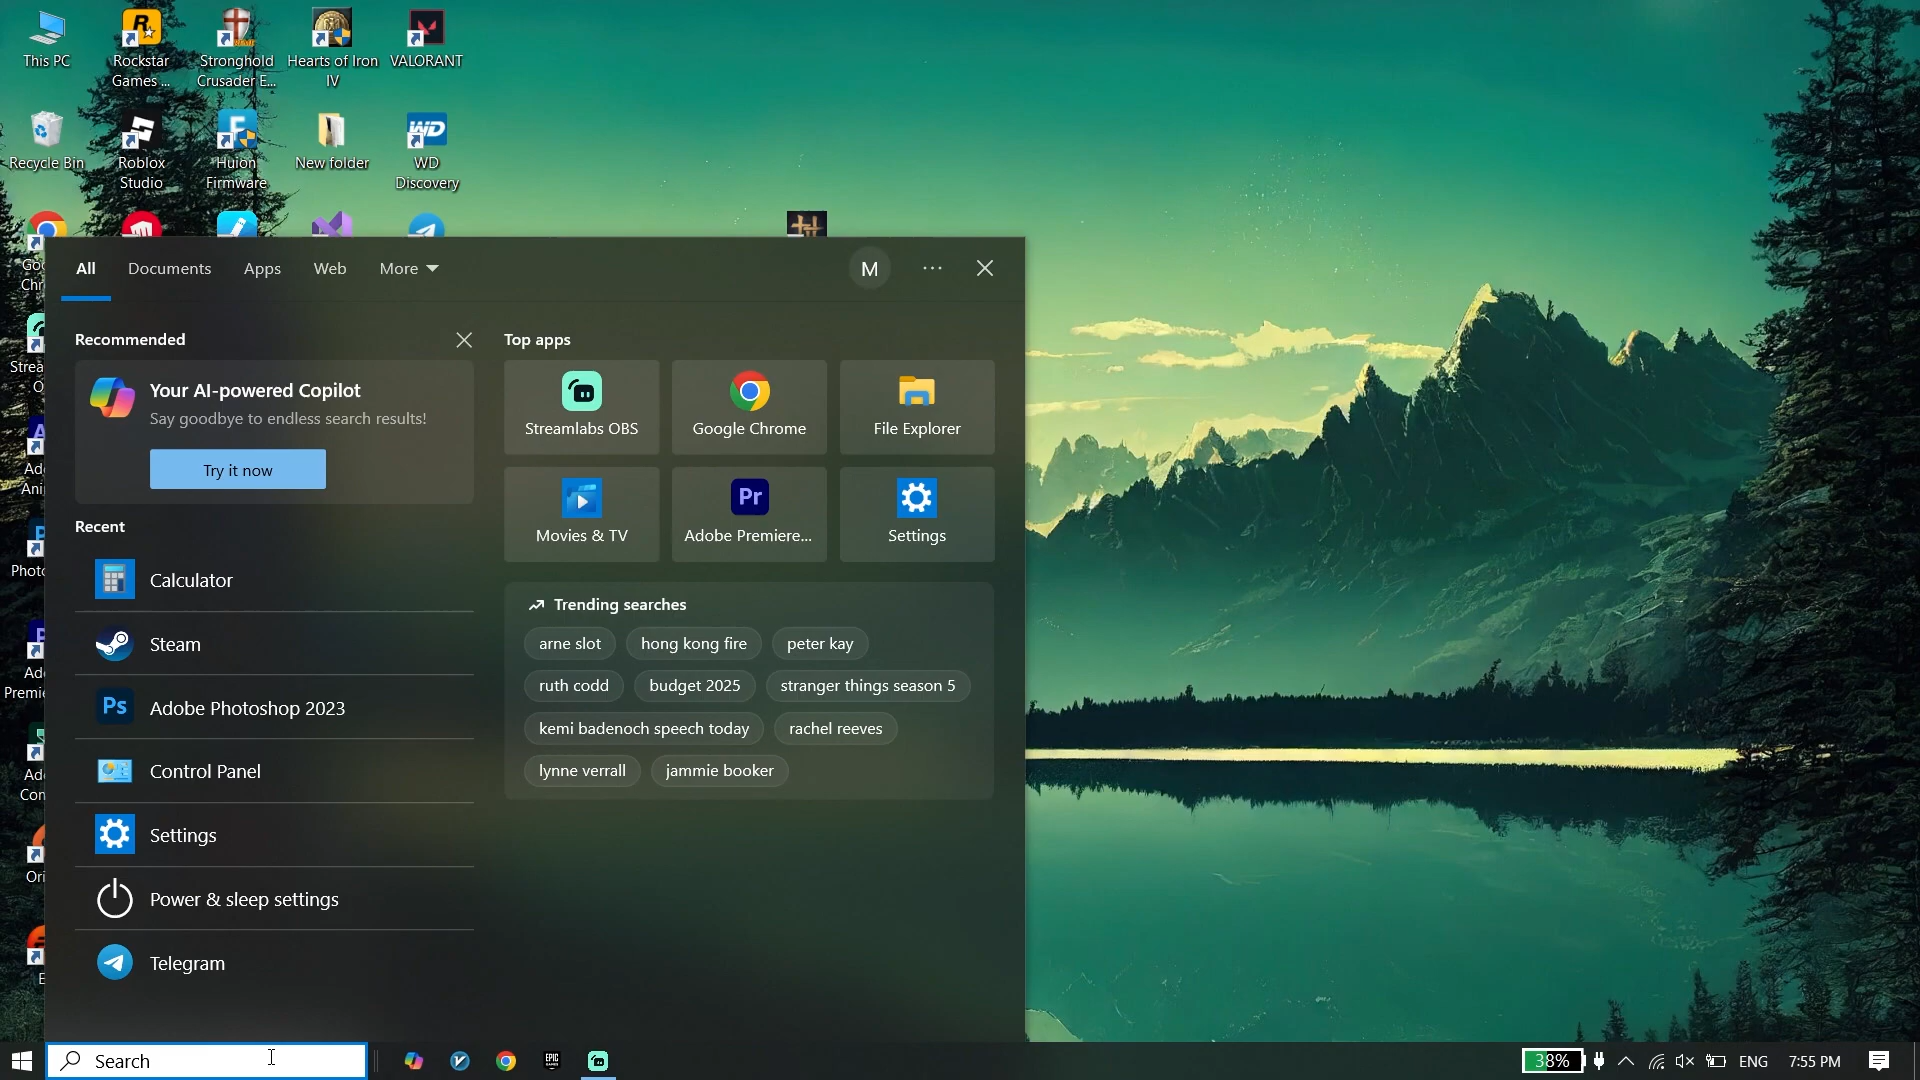 This PC
Rockstar
Games ...
Stronghold
Crusader E...
Hearts of Iron
IV
VALORANT
Recycle Bin
Roblox
Studio
Huion
Firmware
New folder
WD
Discovery
All
Documents
Apps
Web
More
M
Recommended
Your AI-powered Copilot
Say goodbye to endless search results!
Try it now
Recent
Calculator
Steam
Ps
Adobe Photoshop 2023
Control Panel
Settings
Power & sleep settings
Telegram
Top apps
Streamlabs OBS
Google Chrome
File Explorer
Movies & TV
Pr
Adobe Premiere...
Settings
Trending searches
arne slot
hong kong fire
peter kay
ruth codd
budget 2025
stranger things season 5
kemi badenoch speech today
rachel reeves
lynne verrall
jammie booker
Search
EPIC
GAMES
38%
ENG
7:55 PM